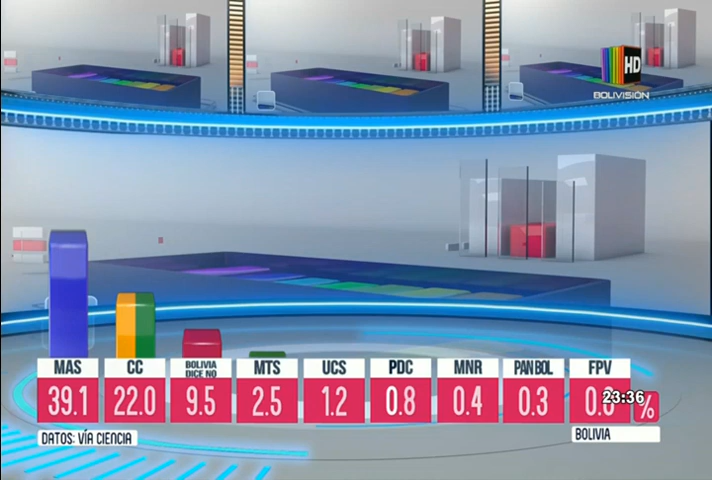 HD
BOLIVISIÓN
MAS CC BOLIVIA DICE NO MTS UCS PDC MNR PAN BOL FPV
39.1 22.0 9.5 2.5 1.2 0.8 0.4 0.3 %
23:36
DATOS: VÍA CIENCIA
BOLIVIA